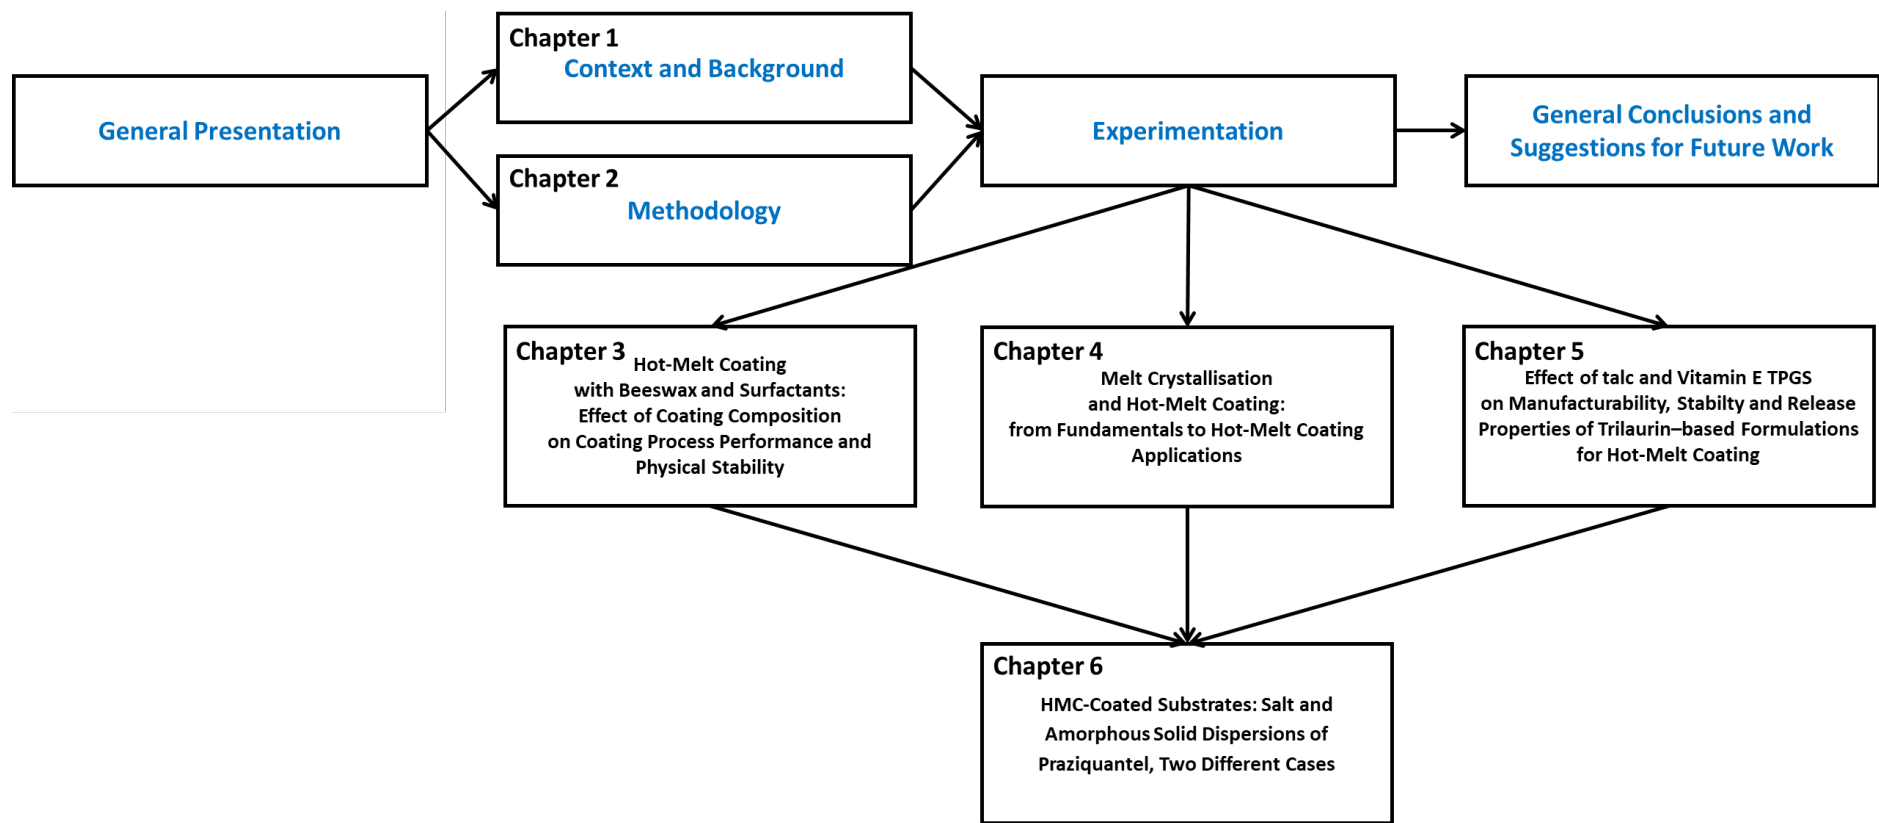 General Presentation
Chapter 1
Context and Background
Chapter 2
Methodology
Experimentation
General Conclusions and
Suggestions for Future Work
Chapter 3
Hot-Melt Coating
with Beeswax and Surfactants:
Effect of Coating Composition
on Coating Process Performance and
Physical Stability
Chapter 4
Melt Crystallisation
and Hot-Melt Coating:
from Fundamentals to Hot-Melt Coating
Applications
Chapter 5
Effect of talc and Vitamin E TPGS
on Manufacturability, Stabilty and Release
Properties of Trilaurin–based Formulations
for Hot-Melt Coating
Chapter 6
HMC-Coated Substrates: Salt and
Amorphous Solid Dispersions of
Praziquantel, Two Different Cases